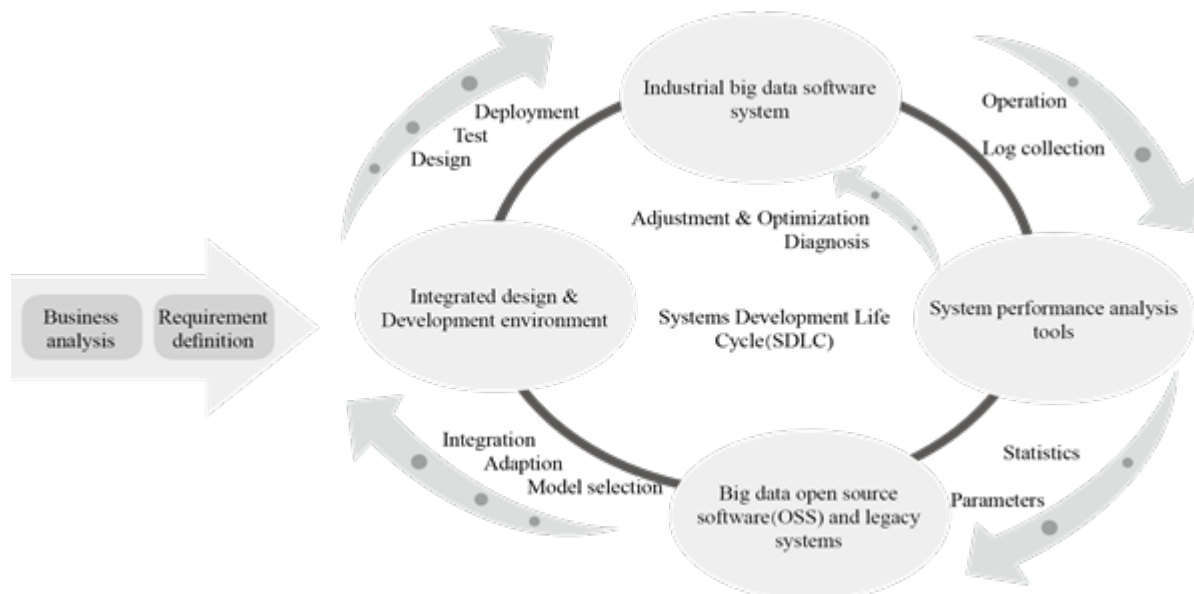 Industrial big data software
system
Deployment
Test
Design
Operation
Log collection
Adjustment & Optimization
Diagnosis
Business
analysis
Requirement
definition
Integrated design &
Development environment
Systems Development Life
Cycle(SDLC)
System performance analysis
tools
Integration
Adaption
Model selection
Statistics
Parameters
Big data open source
software(OSS) and legacy
systems